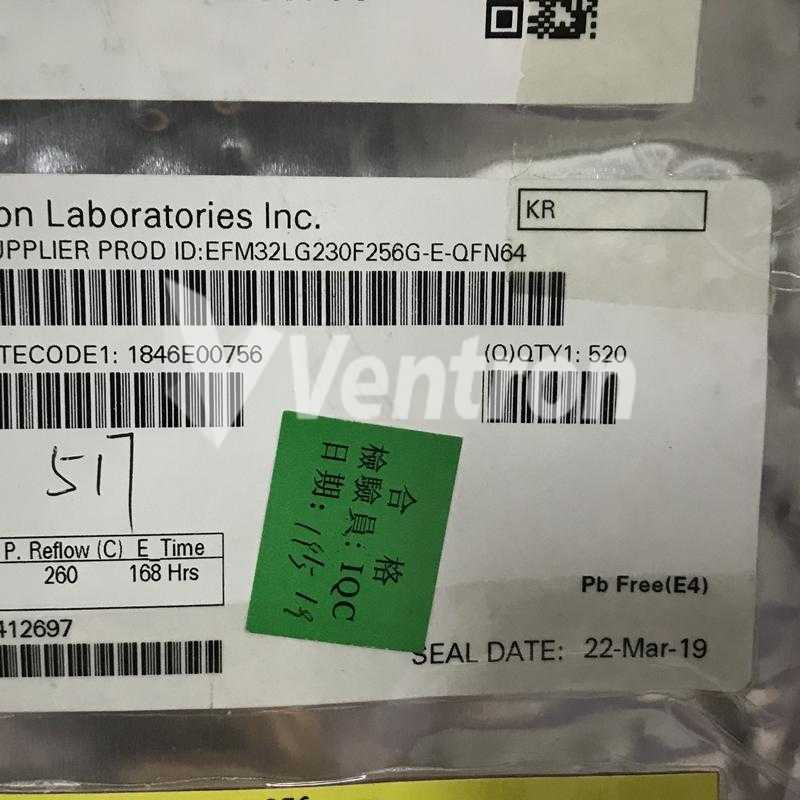 on Laboratories Inc.
KR
UPPLIER PROD ID:EFM32LG230F256G-E-QFN64
TECODE1: 1846E00756
(Q)QTY1: 520
Ventron
517
合格
檢驗員:IQC
日期:
P. Reflow (C) E_Time
260 168 Hrs
Pb Free(E4)
412697
SEAL DATE: 22-Mar-19